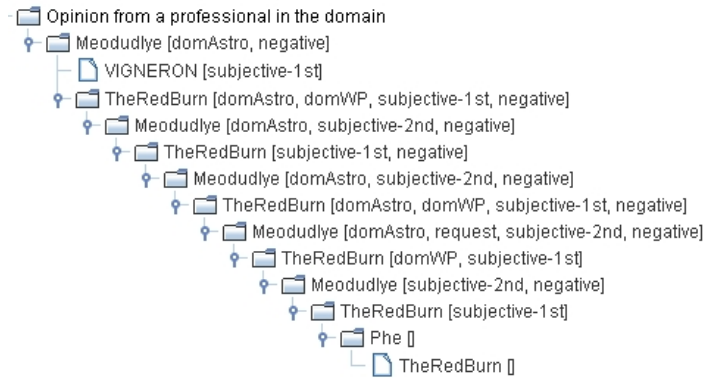 Opinion from a professional in the domain
Meodudlye [domAstro, negative]
VIGNERON [subjective-1st]
TheRedBurn [domAstro, domWP, subjective-1st, negative]
Meodudlye [domAstro, subjective-2nd, negative]
TheRedBurn [subjective-1st, negative]
Meodudlye [domAstro, subjective-2nd, negative]
TheRedBurn [domAstro, domWP, subjective-1st, negative]
Meodudlye [domAstro, request, subjective-2nd, negative]
TheRedBurn [domWP, subjective-1st]
Meodudlye [subjective-2nd, negative]
TheRedBurn [subjective-1st]
Phe []
TheRedBurn []